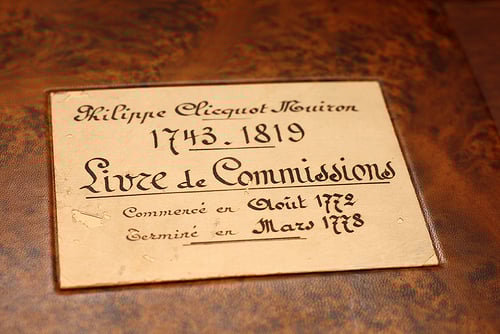 Philippe Clicquot Muiron
1743.1819
Livre de Commissions
Commencé en Août 1772
Terminé en Mars 1778